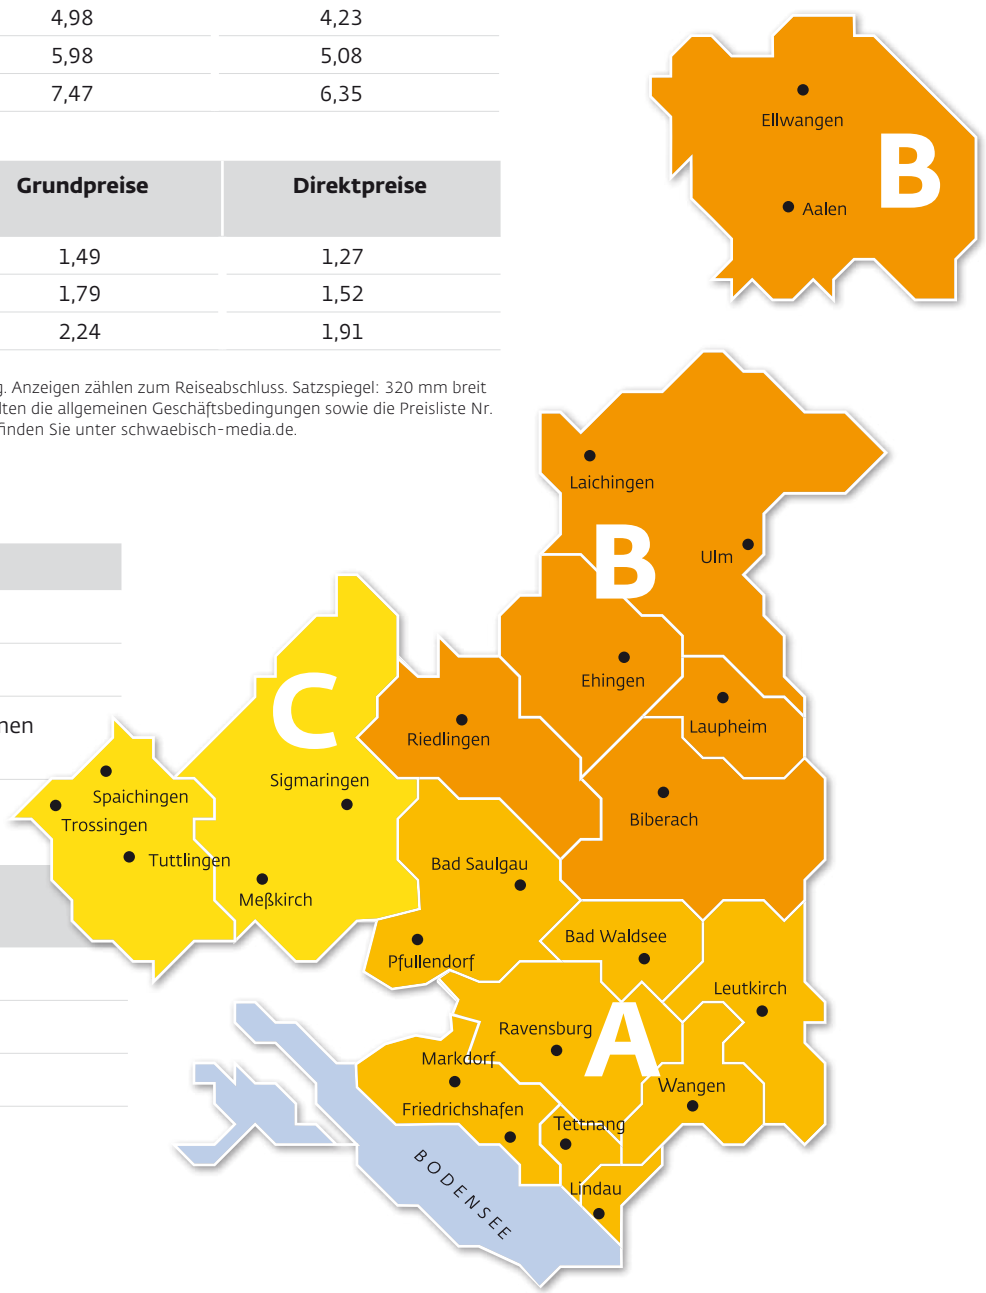 4,98 4,23
5,98 5,08
7,47 6,35
Grundpreise Direktpreise
1,49 1,27
1,79 1,52
2,24 1,91
g. Anzeigen zählen zum Reiseabschluss. Satzspiegel: 320 mm breit
lten die allgemeinen Geschäftsbedingungen sowie die Preisliste Nr.
finden Sie unter schwaebisch-media.de.
nen
Ellwangen
B
Aalen
Laichingen
B
Ulm
Ehingen
Laupheim
Riedlingen
Biberach
C
Sigmaringen
Spaichingen
Trossingen
Tuttlingen
Meßkirch
Bad Saulgau
Pfullendorf
Bad Waldsee
Leutkirch
Ravensburg
A
Markdorf
Wangen
Friedrichshafen
Tettnang
Lindau
BODENSEE